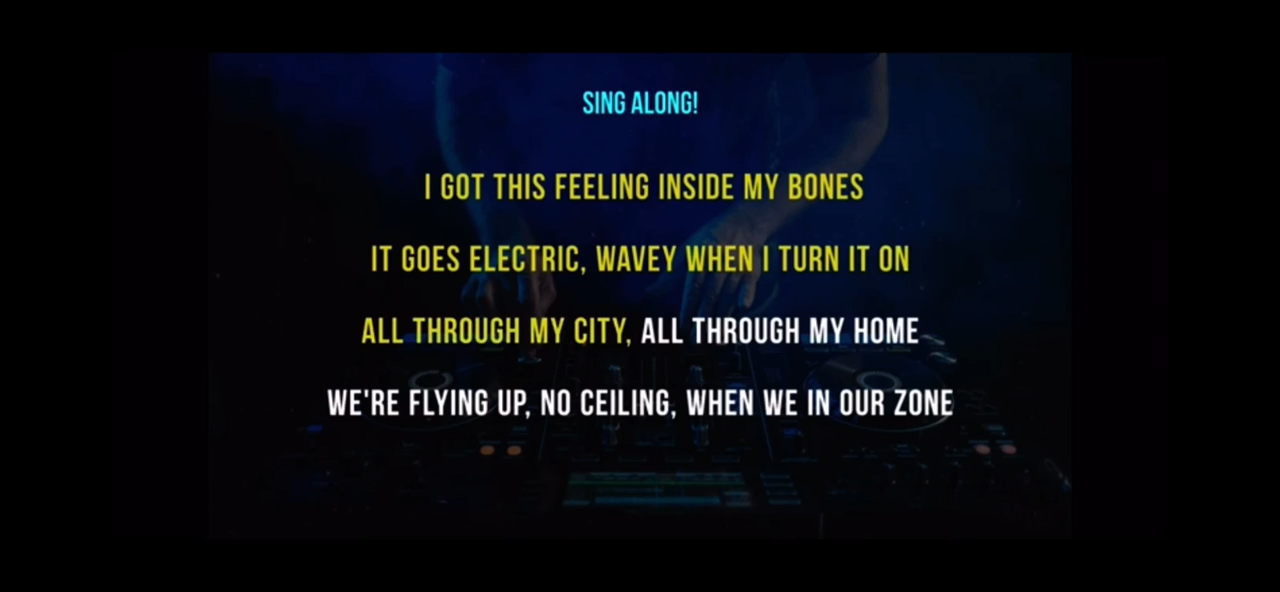 SING ALONG!
I GOT THIS FEELING INSIDE MY BONES
IT GOES ELECTRIC, WAVEY WHEN I TURN IT ON
ALL THROUGH MY CITY, ALL THROUGH MY HOME
WE'RE FLYING UP, NO CEILING, WHEN WE IN OUR ZONE